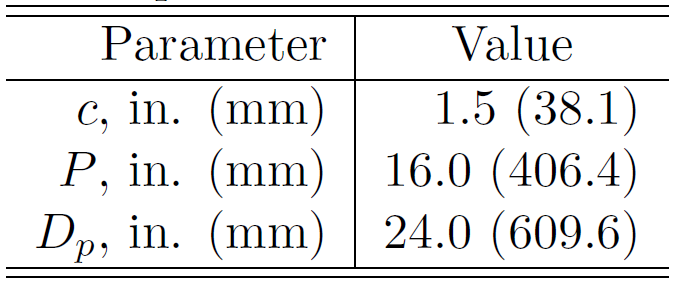 Parameter Value
c, in. (mm) 1.5 (38.1)
P, in. (mm) 16.0 (406.4)
Dp, in. (mm) 24.0 (609.6)